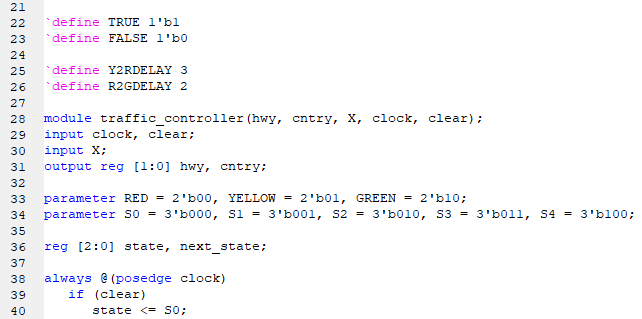 21
22 `define TRUE 1'b1
23 `define FALSE 1'b0
24
25 `define Y2RDELAY 3
26 `define R2GDELAY 2
27
28 module traffic_controller(hwy, cntry, X, clock, clear);
29 input clock, clear;
30 input X;
31 output reg [1:0] hwy, cntry;
32
33 parameter RED = 2'b00, YELLOW = 2'b01, GREEN = 2'b10;
34 parameter S0 = 3'b000, S1 = 3'b001, S2 = 3'b010, S3 = 3'b011, S4 = 3'b100;
35
36 reg [2:0] state, next_state;
37
38 always @(posedge clock)
39    if (clear)
40       state <= S0;